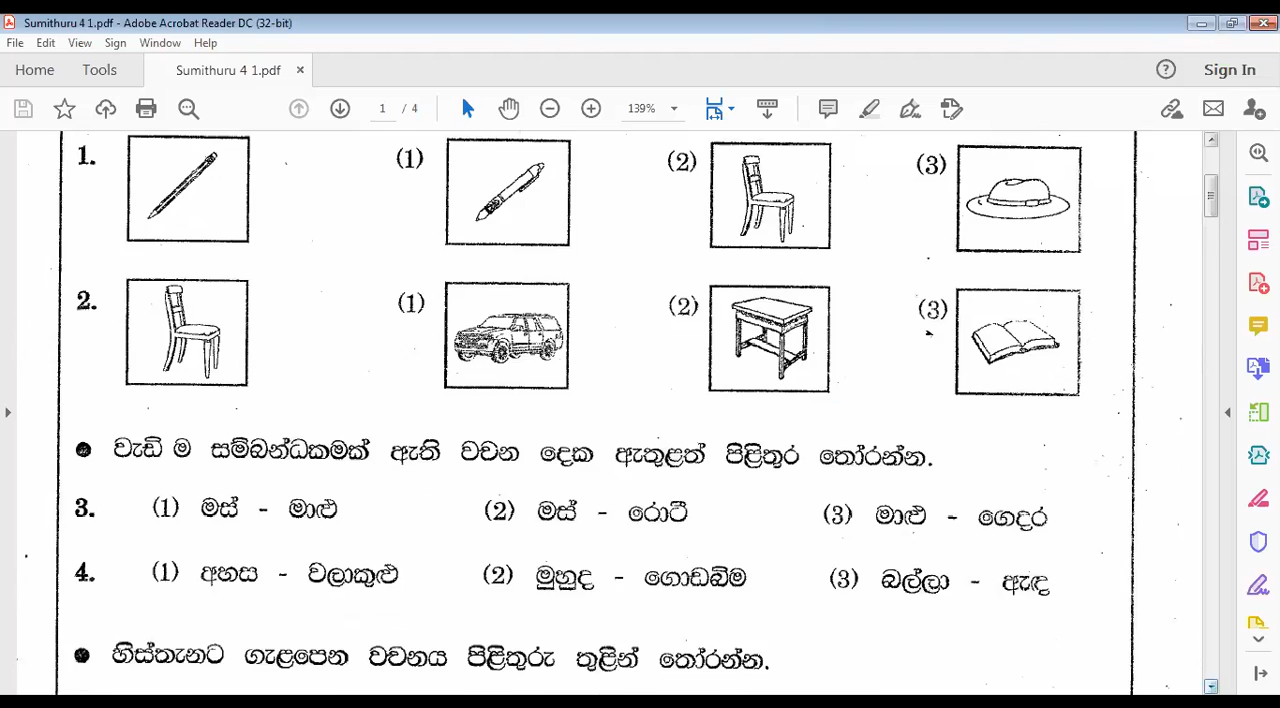 Sumithuru 4 1.pdf - Adobe Acrobat Reader DC (32-bit)
File Edit View Sign Window Help
Home Tools Sumithuru 4 1.pdf × Sign In
1 / 4 139%
1. (1) (2) (3)
2. (1) (2) (3)
වැඩි ම සම්බන්ධකමක් ඇති වචන දෙක ඇතුළත් පිළිතුර තෝරන්න.
3. (1) මස් - මාළු (2) මස් - රොටී (3) මාළු - ගෙදර
4. (1) අහස - වලාකුළු (2) මුහුද - ගොඩබිම (3) බල්ලා - ඇඳ
හිස්තැනට ගැළපෙන වචනය පිළිතුරු තුළින් තෝරන්න.